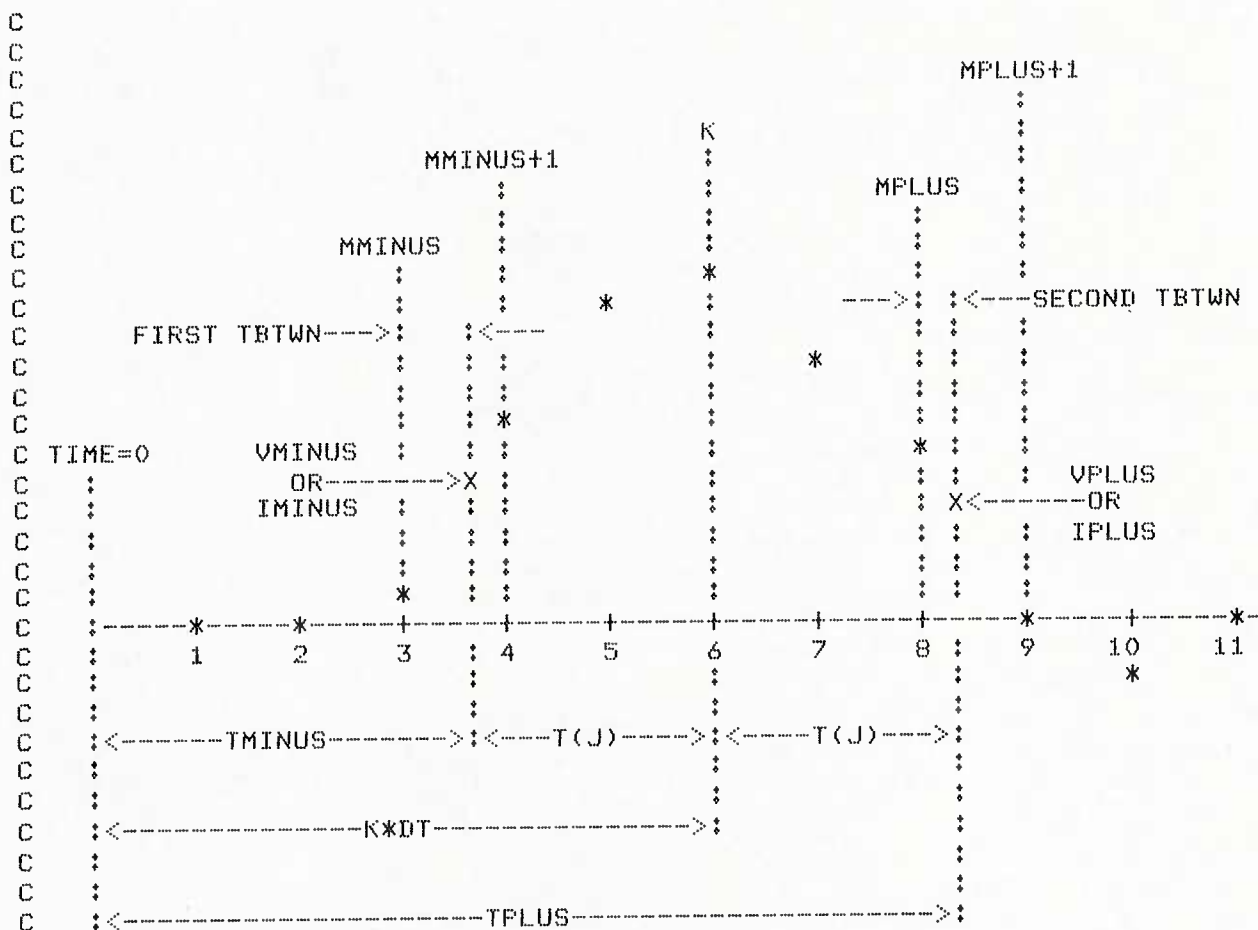 C
C
C MPLUS+1
C
C K
C MMINUS+1
C MPLUS
C
C MMINUS
C *
C * --->: :<----SECOND TBTWN
C FIRST TBTWN---->: :<----
C *
C
C *
C TIME=0 VMINUS *
C OR-------->X VPLUS
C IMINUS X<-------OR
C IPLUS
C
C *
C :-----*-----*-----+-----+-----+-----+-----+-----+-----*-----+-----*
C 1 2 3 4 5 6 7 8 9 10 11
C *
C
C :<------TMINUS------>:<----T(J)---->:<----T(J)---->:
C
C
C :<---------------K*DT--------------->:
C
C
C :<---------------------TPLUS--------------------->: